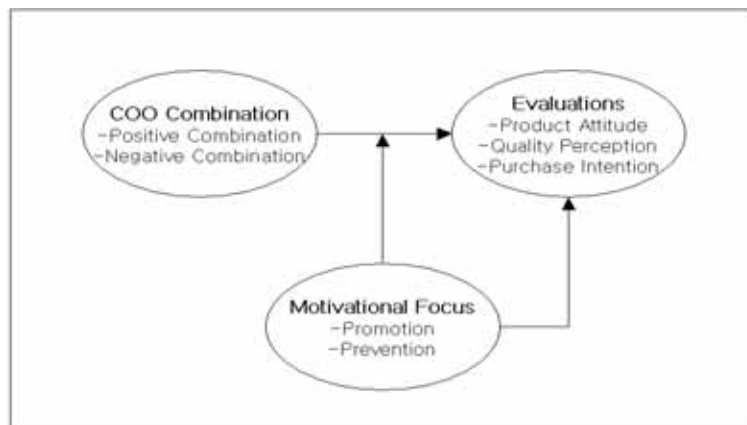 COO Combination
-Positive Combination
-Negative Combination
Evaluations
-Product Attitude
-Quality Perception
-Purchase Intention
Motivational Focus
-Promotion
-Prevention